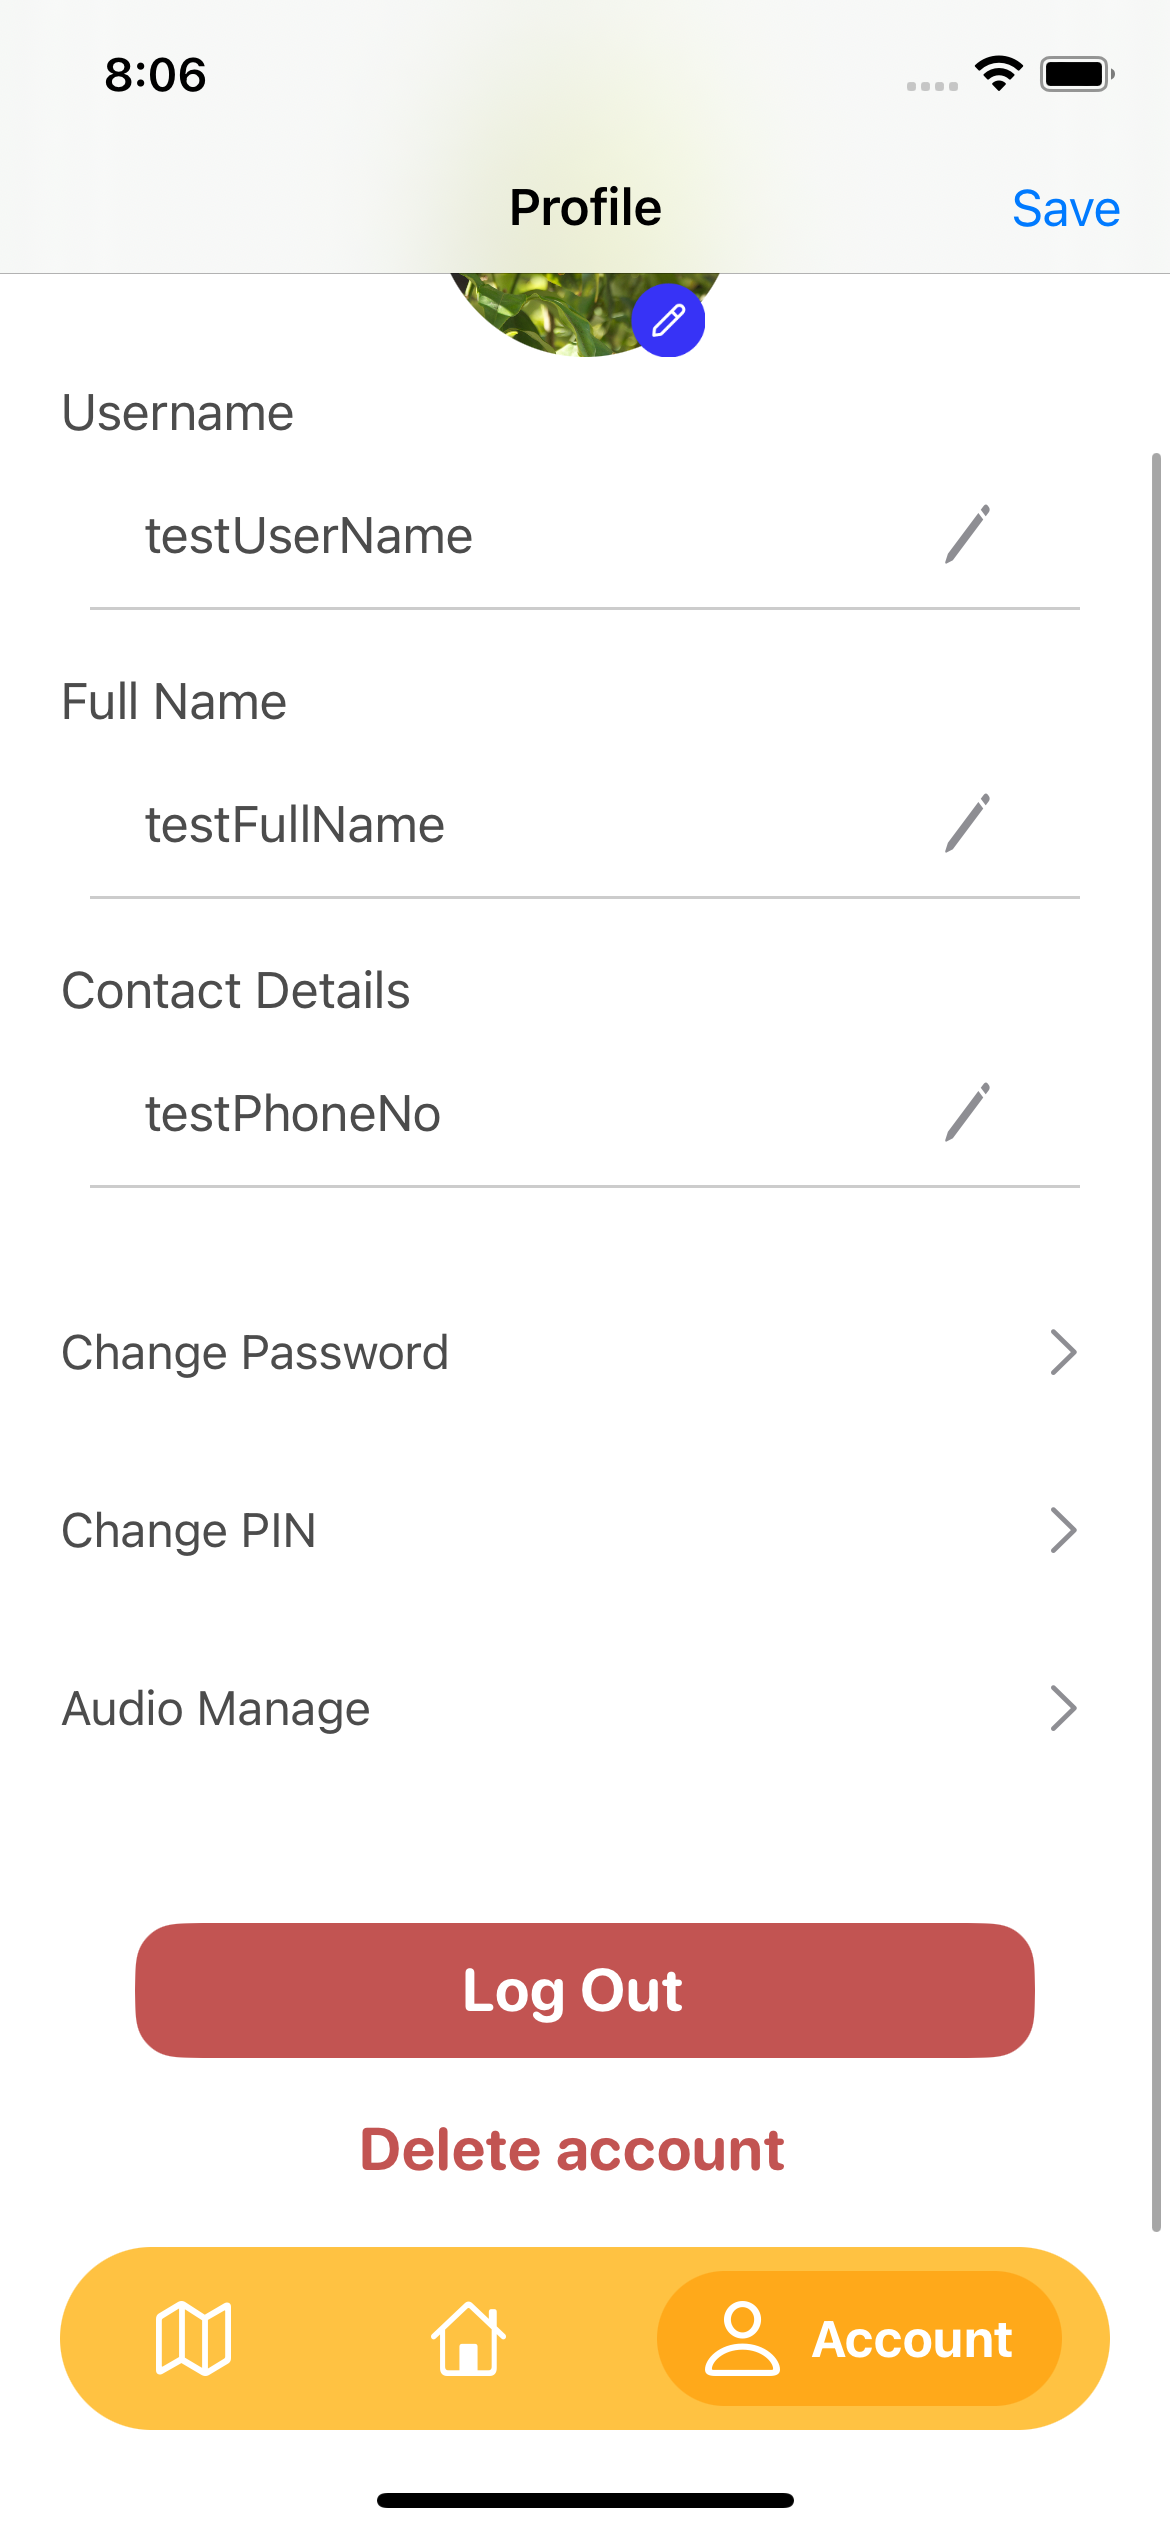 8:06
Profile
Save
Username
testUserName
Full Name
testFullName
Contact Details
testPhoneNo
Change Password
Change PIN
Audio Manage
Log Out
Delete account
Account